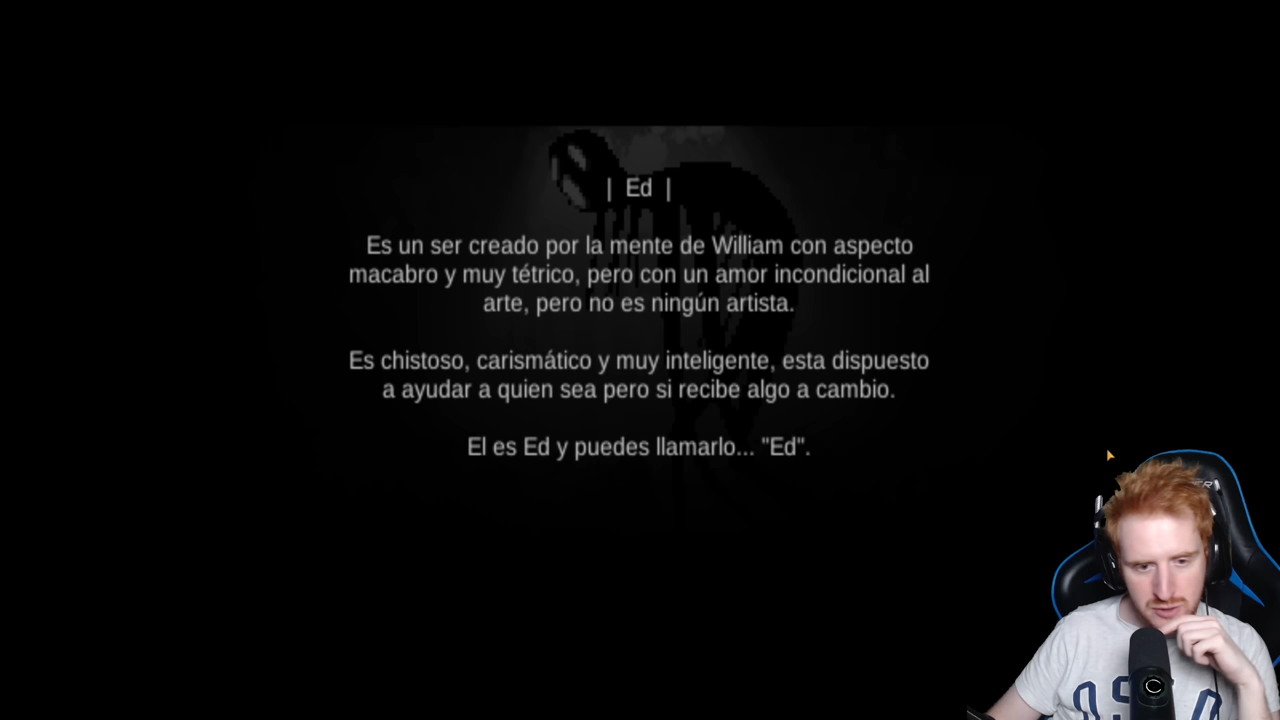 | Ed |
Es un ser creado por la mente de William con aspecto
macabro y muy tétrico, pero con un amor incondicional al
arte, pero no es ningún artista.
Es chistoso, carismático y muy inteligente, esta dispuesto
a ayudar a quien sea pero si recibe algo a cambio.
El es Ed y puedes llamarlo... "Ed".